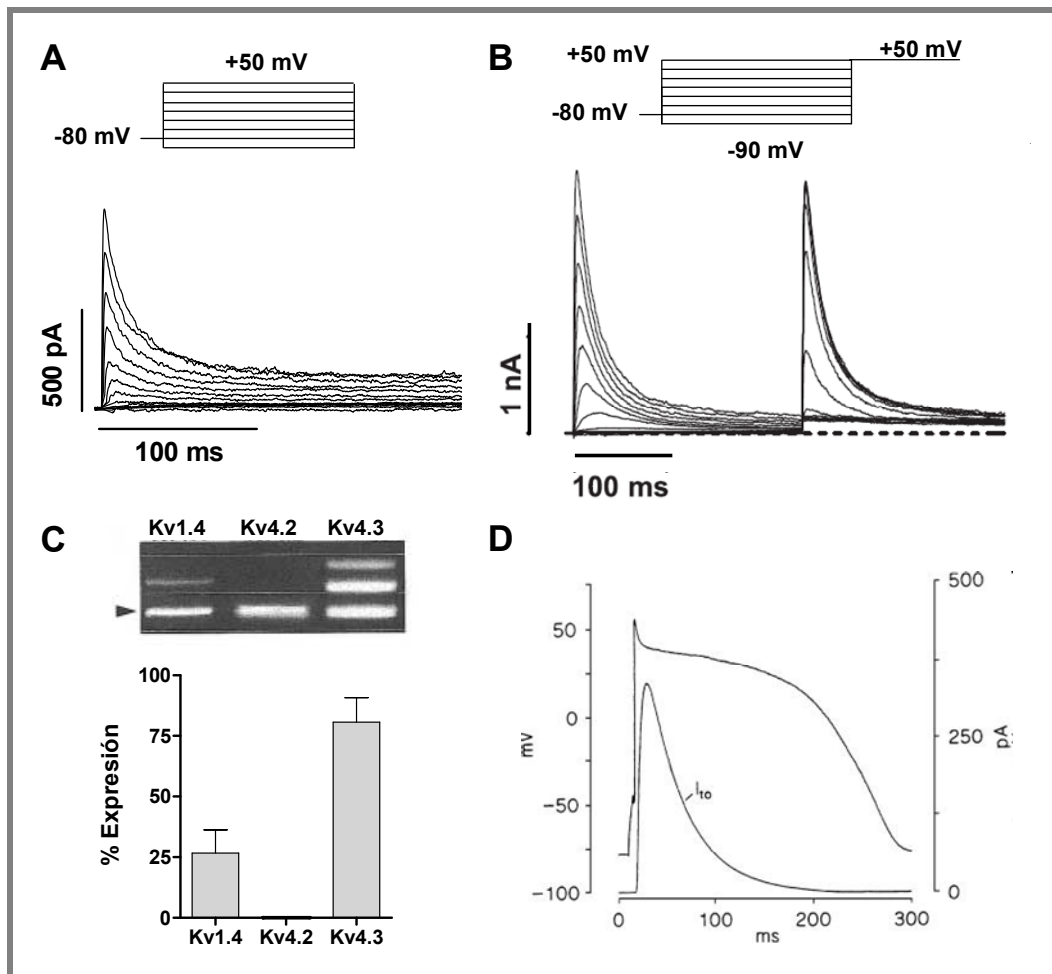 A
+50 mV
-80 mV
500 pA
100 ms
B
+50 mV
+50 mV
-80 mV
-90 mV
1 nA
100 ms
C
Kv1.4 Kv4.2 Kv4.3
% Expresión
100
75
50
25
0
Kv1.4 Kv4.2 Kv4.3
D
mv
50
0
-50
-100
Ito
500
250
0
pA
0 100 200 300
ms